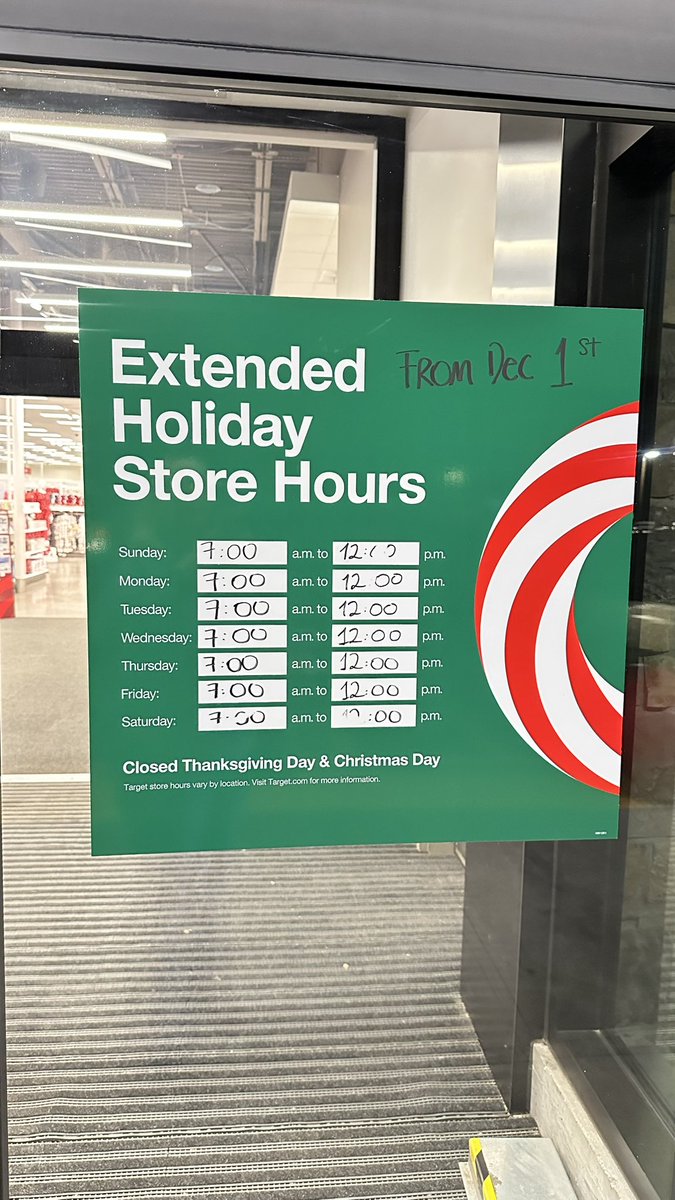 Extended From Dec 1st
Holiday
Store Hours
Sunday: 7:00 a.m. to p.m.
Monday: 7:00 a.m. to 12:00 p.m.
Tuesday: 7:00 a.m. to 12:00 p.m.
Wednesday: 7:00 a.m. to 12:00 p.m.
Thursday: 7:00 a.m. to 12:00 p.m.
Friday: 7:00 a.m. to 12:00 p.m.
Saturday: a.m. to p.m.
Closed Thanksgiving Day & Christmas Day
Target store hours vary by location. Visit Target.com for more information.